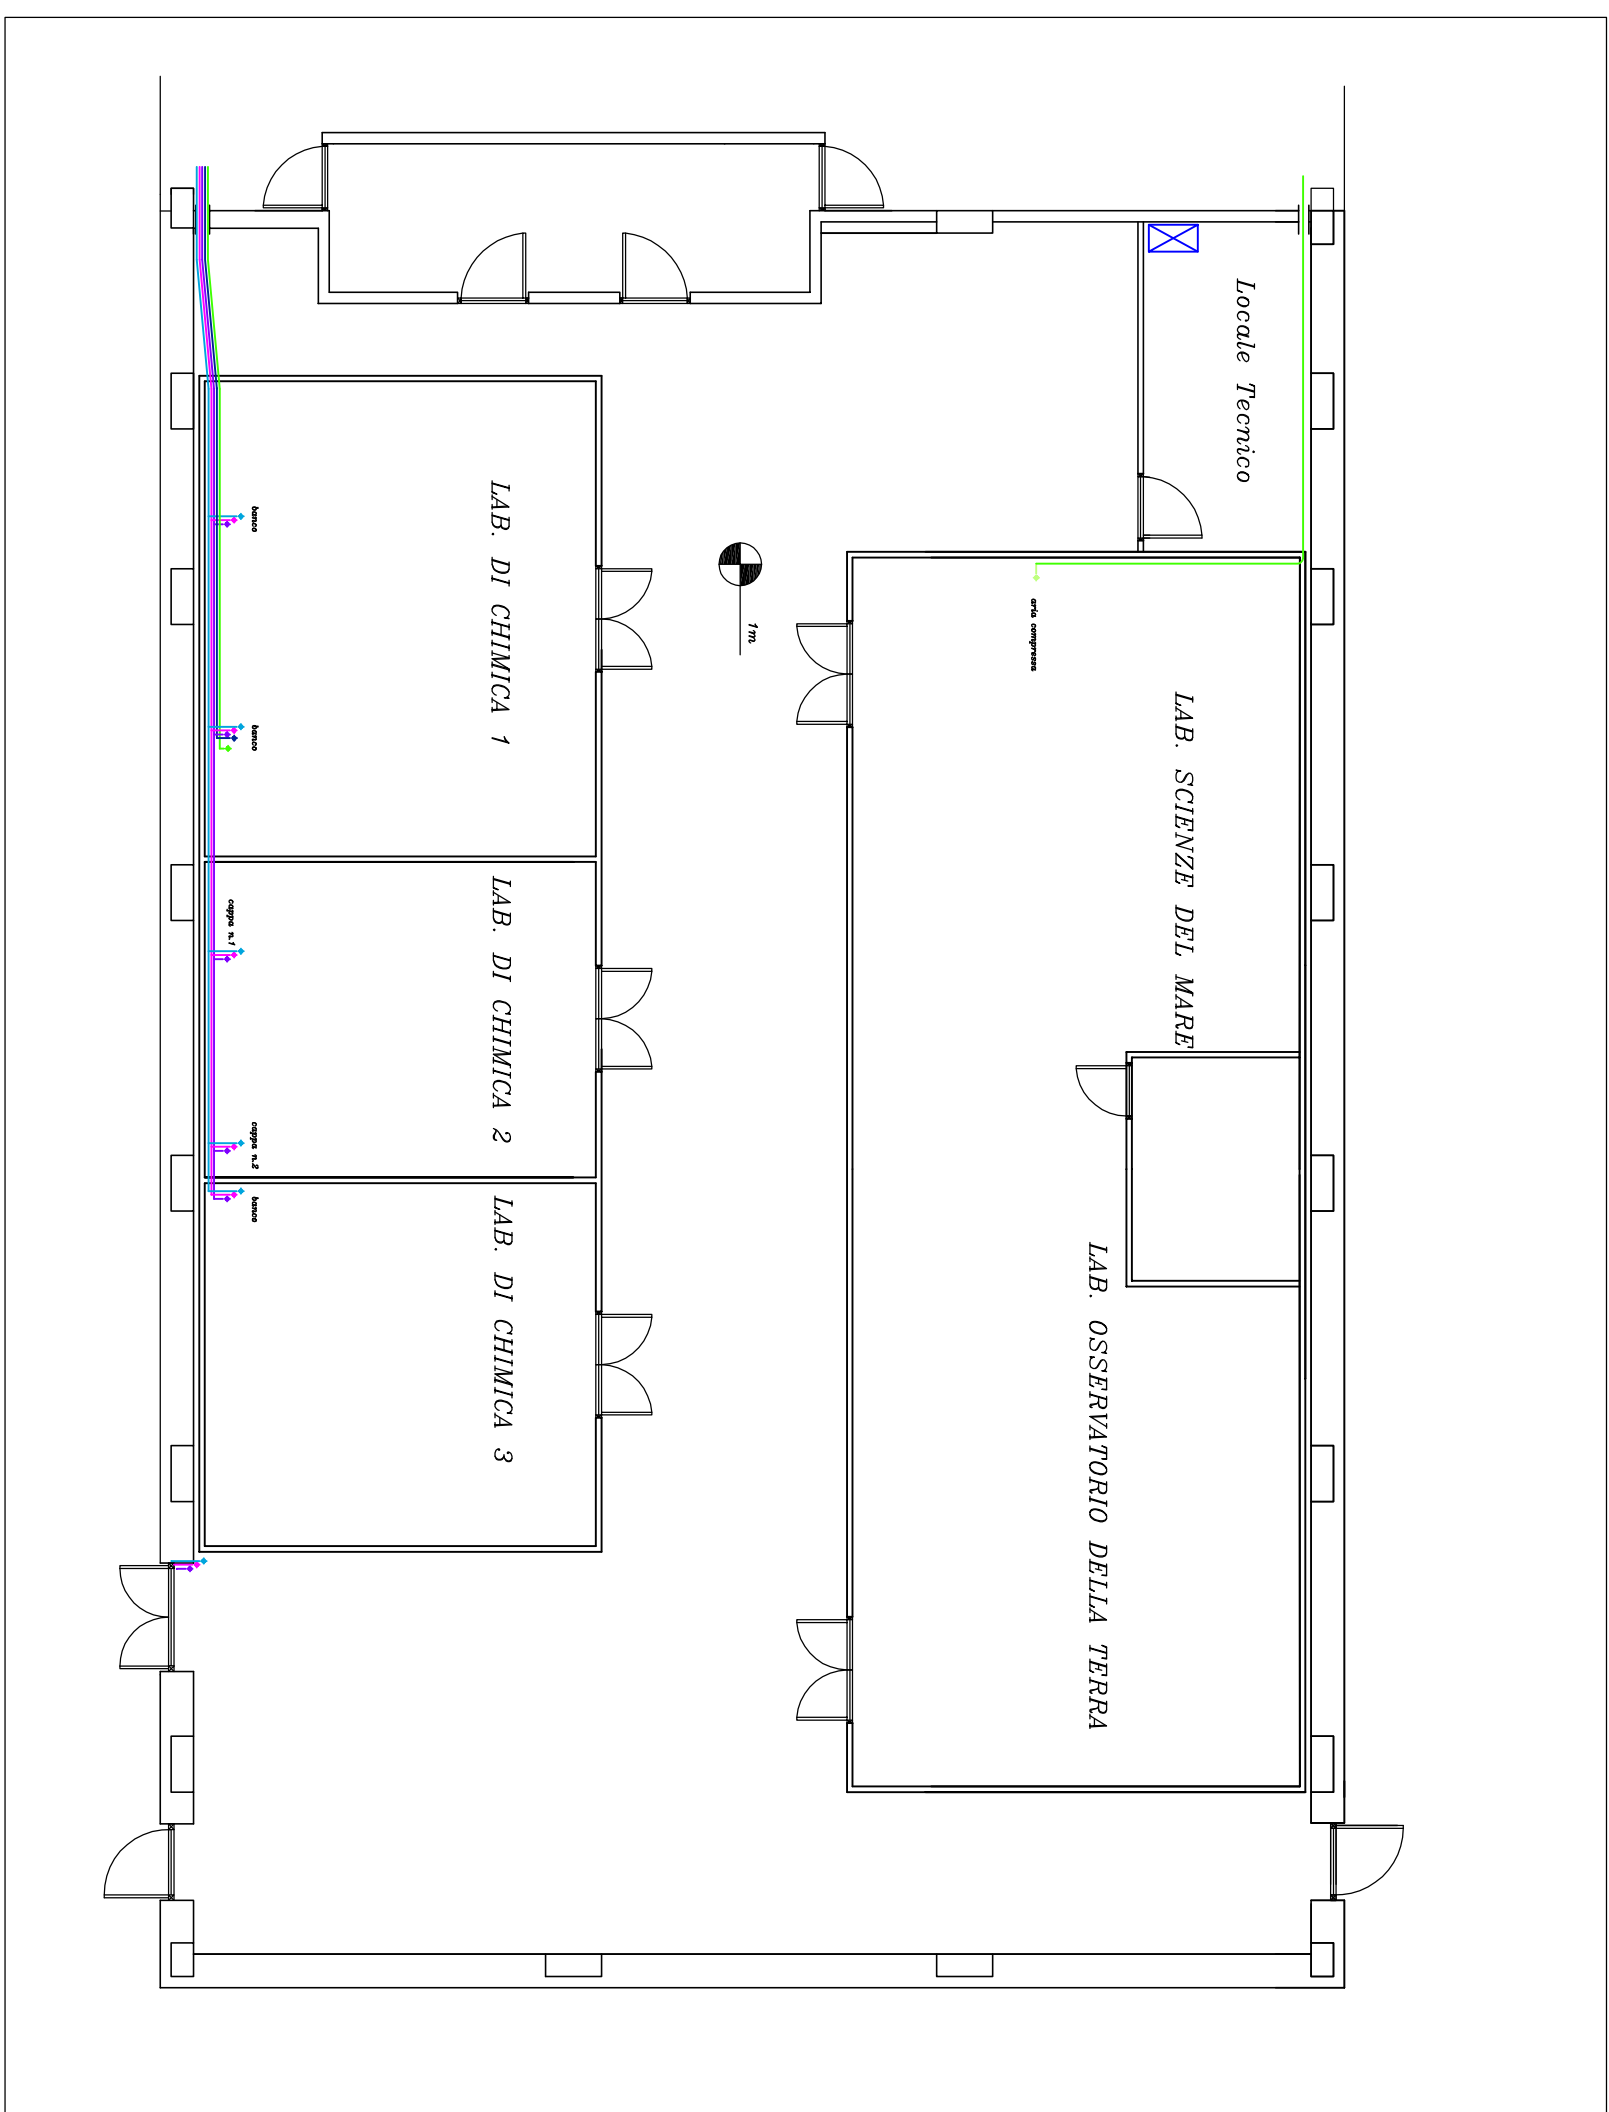 Locale Tecnico
LAB. SCIENZE DEL MARE
LAB. OSSERVATORIO DELLA TERRA
aria compressa
1m
LAB. DI CHIMICA 1
LAB. DI CHIMICA 2
LAB. DI CHIMICA 3
banco
banco
cappa n.1
cappa n.2
banco